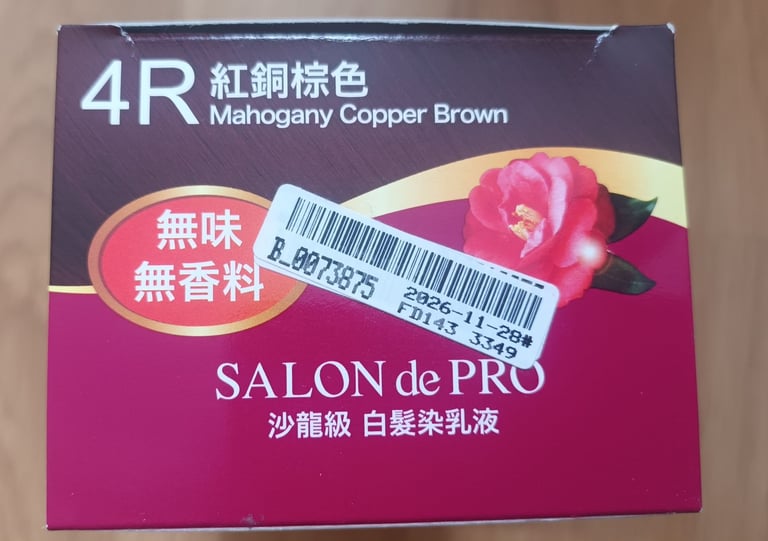 4R 紅銅棕色
Mahogany Copper Brown
無味
無香料
B_0073875
2026-11-28#
FD143 3349
SALON de PRO
沙龍級 白髮染乳液